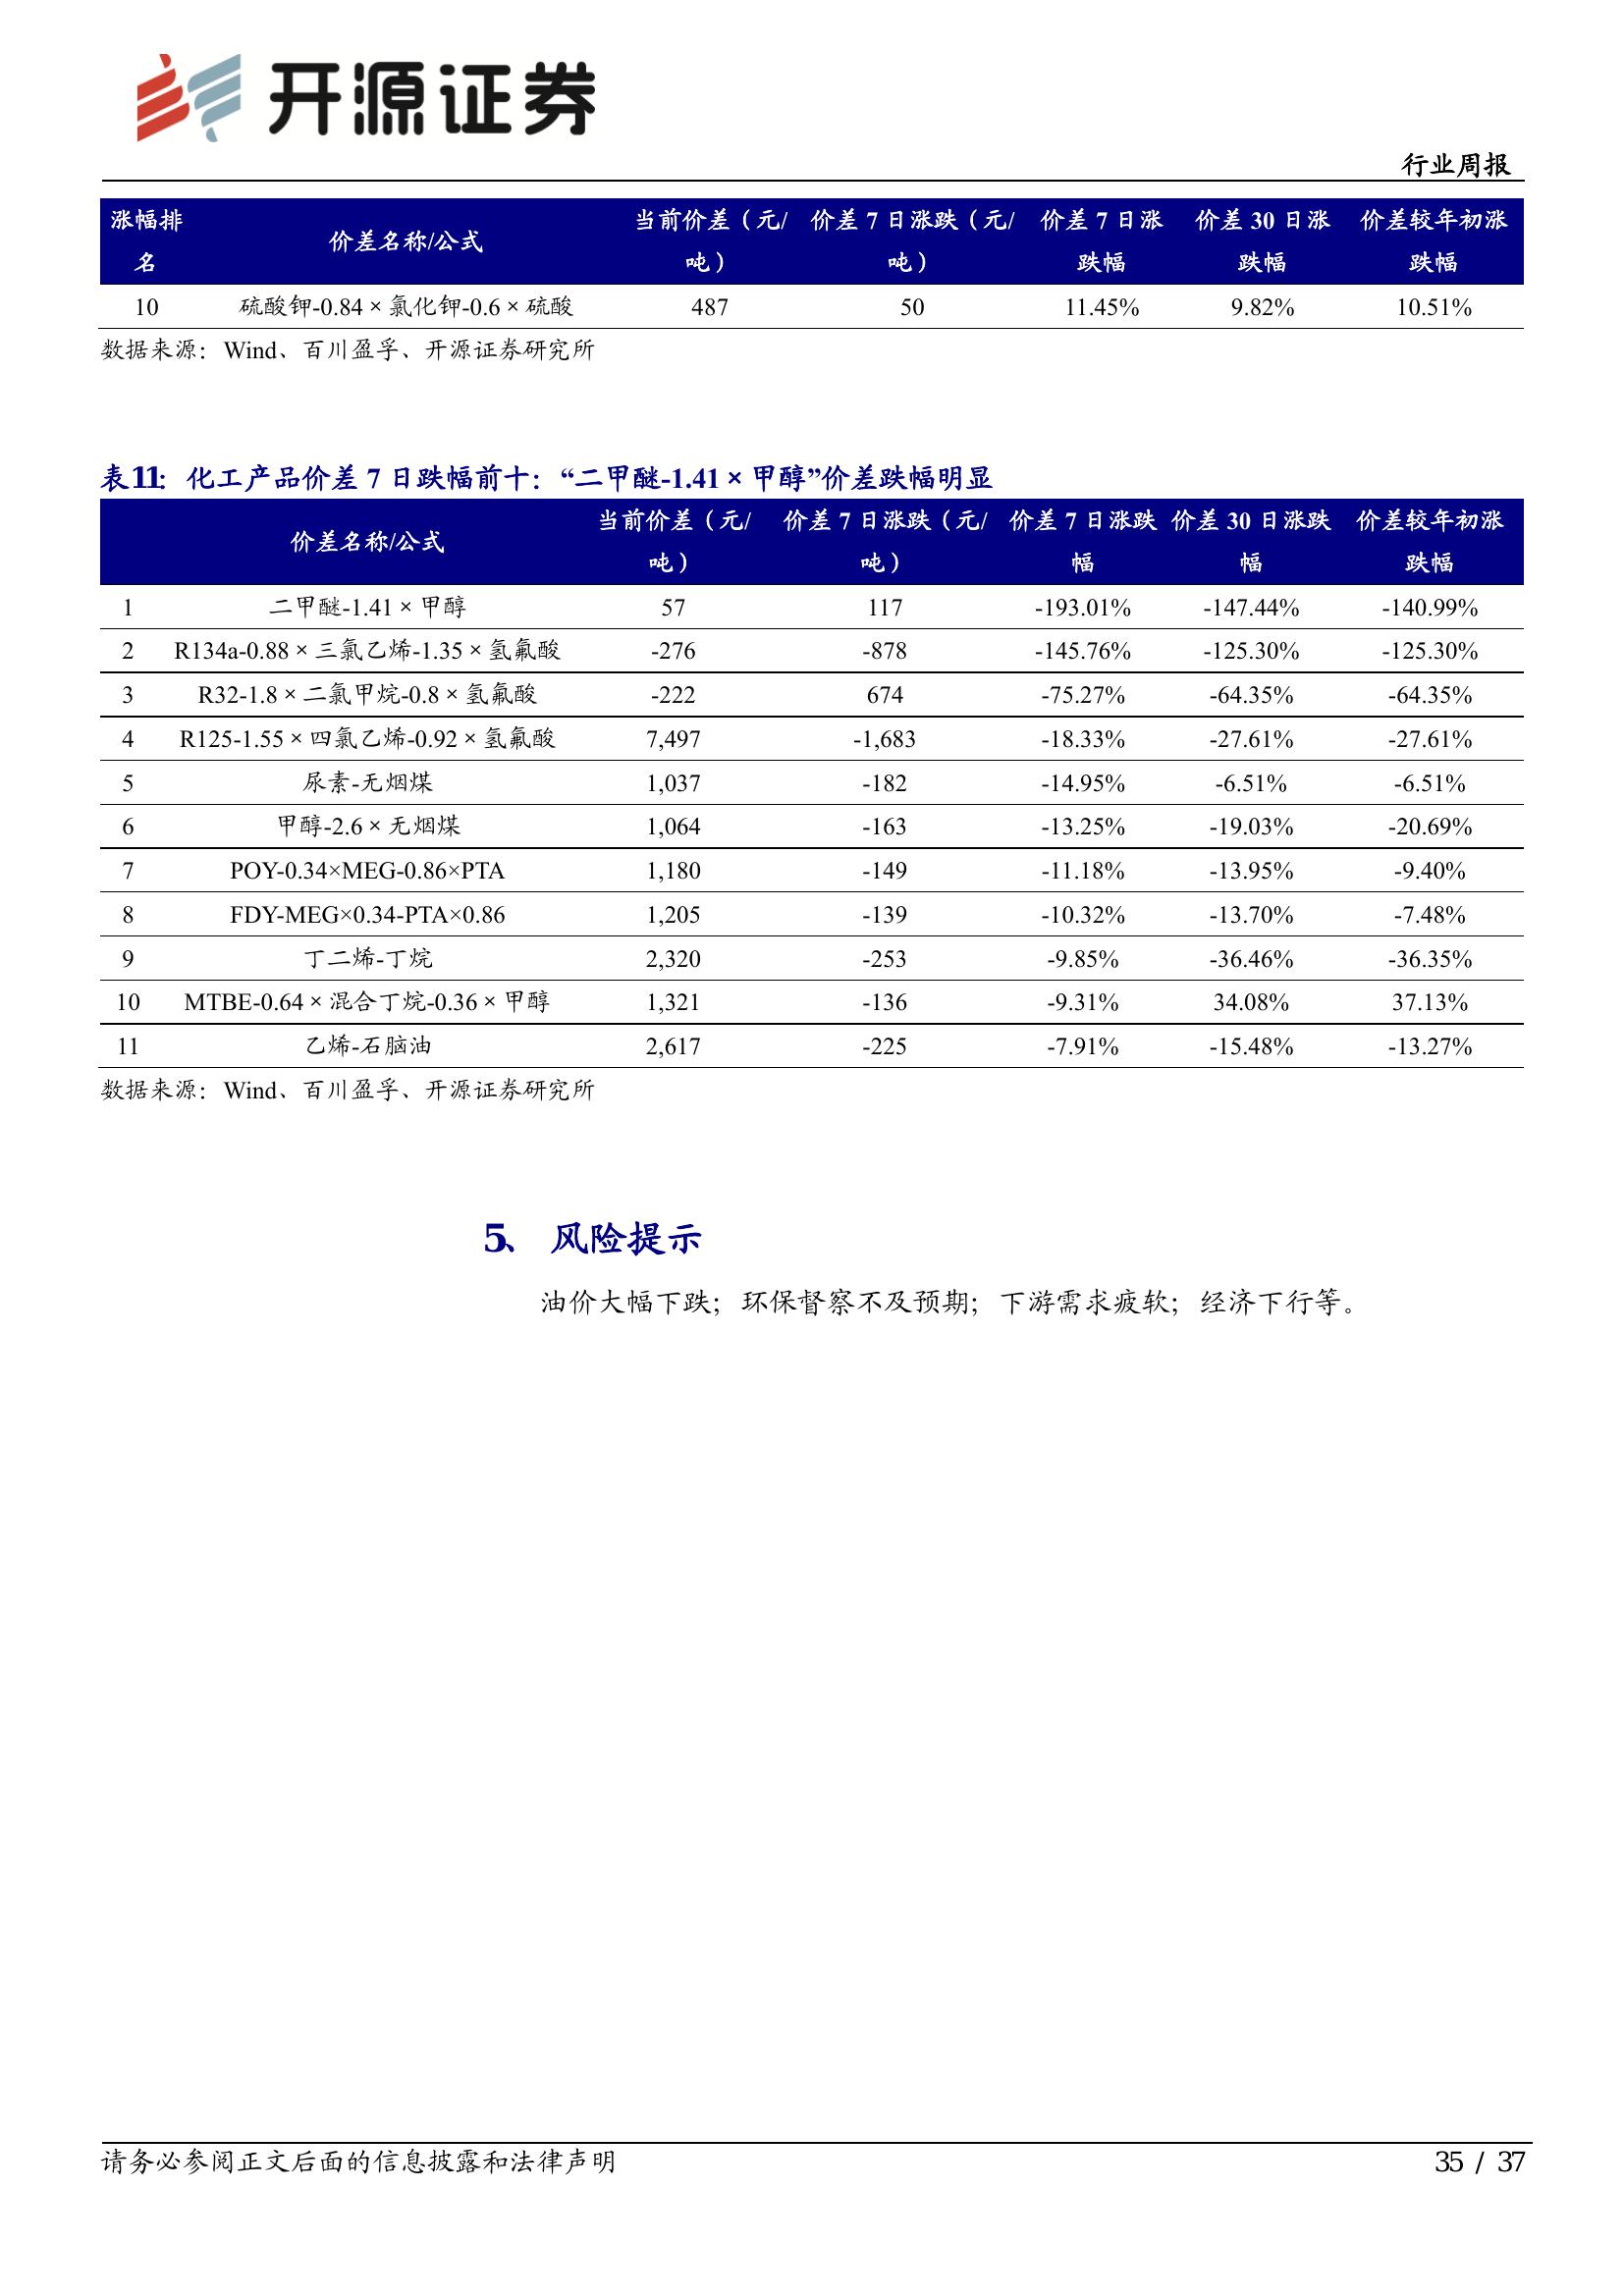 开源证券
行业周报
涨幅排名 价差名称/公式 当前价差（元/吨） 价差 7 日涨跌（元/吨） 价差 7 日涨跌幅 价差 30 日涨跌幅 价差较年初涨跌幅
10 硫酸钾-0.84×氯化钾-0.6×硫酸 487 50 11.45% 9.82% 10.51%
数据来源：Wind、百川盈孚、开源证券研究所
表11：化工产品价差 7 日跌幅前十：“二甲醚-1.41×甲醇”价差跌幅明显
价差名称/公式 当前价差（元/吨） 价差 7 日涨跌（元/吨） 价差 7 日涨跌幅 价差 30 日涨跌幅 价差较年初涨跌幅
1 二甲醚-1.41×甲醇 57 117 -193.01% -147.44% -140.99%
2 R134a-0.88×三氯乙烯-1.35×氢氟酸 -276 -878 -145.76% -125.30% -125.30%
3 R32-1.8×二氯甲烷-0.8×氢氟酸 -222 674 -75.27% -64.35% -64.35%
4 R125-1.55×四氯乙烯-0.92×氢氟酸 7,497 -1,683 -18.33% -27.61% -27.61%
5 尿素-无烟煤 1,037 -182 -14.95% -6.51% -6.51%
6 甲醇-2.6×无烟煤 1,064 -163 -13.25% -19.03% -20.69%
7 POY-0.34×MEG-0.86×PTA 1,180 -149 -11.18% -13.95% -9.40%
8 FDY-MEG×0.34-PTA×0.86 1,205 -139 -10.32% -13.70% -7.48%
9 丁二烯-丁烷 2,320 -253 -9.85% -36.46% -36.35%
10 MTBE-0.64×混合丁烷-0.36×甲醇 1,321 -136 -9.31% 34.08% 37.13%
11 乙烯-石脑油 2,617 -225 -7.91% -15.48% -13.27%
数据来源：Wind、百川盈孚、开源证券研究所
5、 风险提示
油价大幅下跌；环保督察不及预期；下游需求疲软；经济下行等。
请务必参阅正文后面的信息披露和法律声明 35 / 37